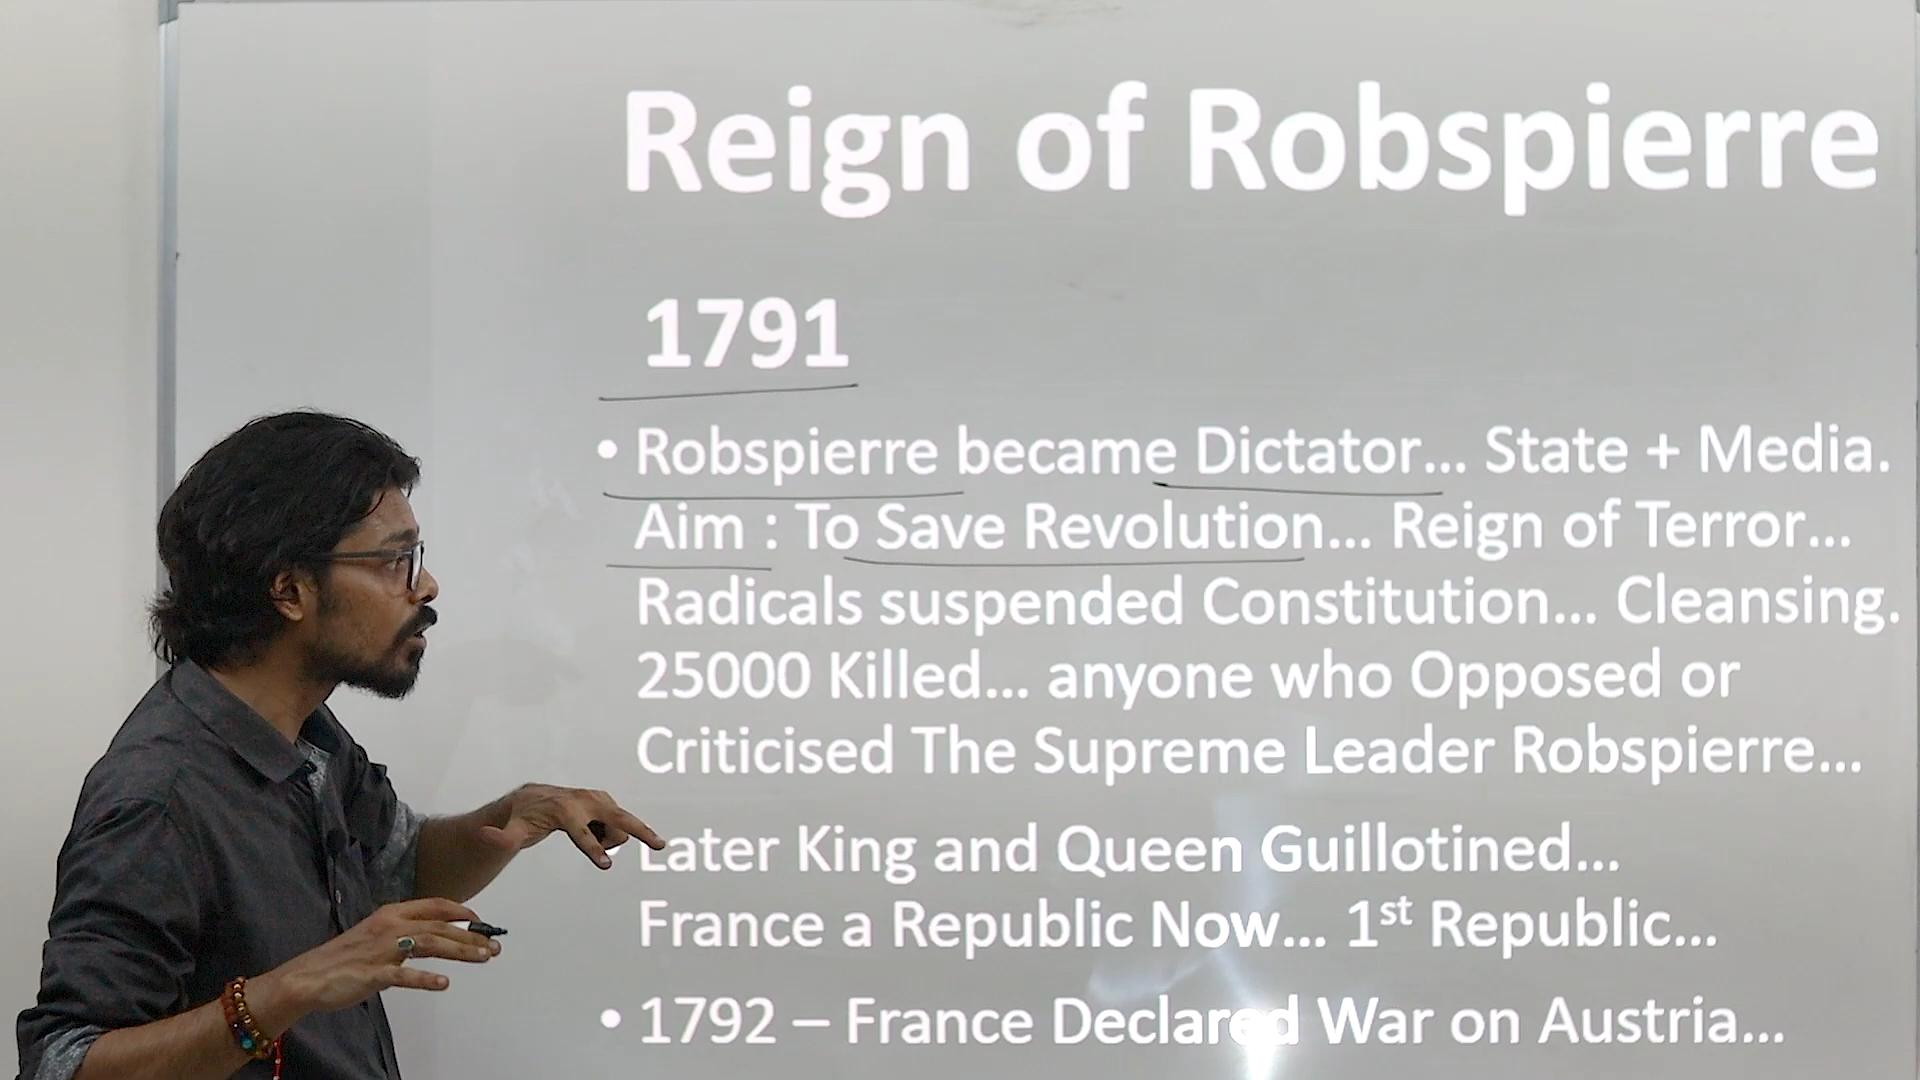 Reign of Robspierre
1791
• Robspierre became Dictator... State + Media.
Aim : To Save Revolution... Reign of Terror...
Radicals suspended Constitution... Cleansing.
25000 Killed... anyone who Opposed or
Criticised The Supreme Leader Robspierre...
• Later King and Queen Guillotined...
France a Republic Now... 1st Republic...
• 1792 – France Declared War on Austria...